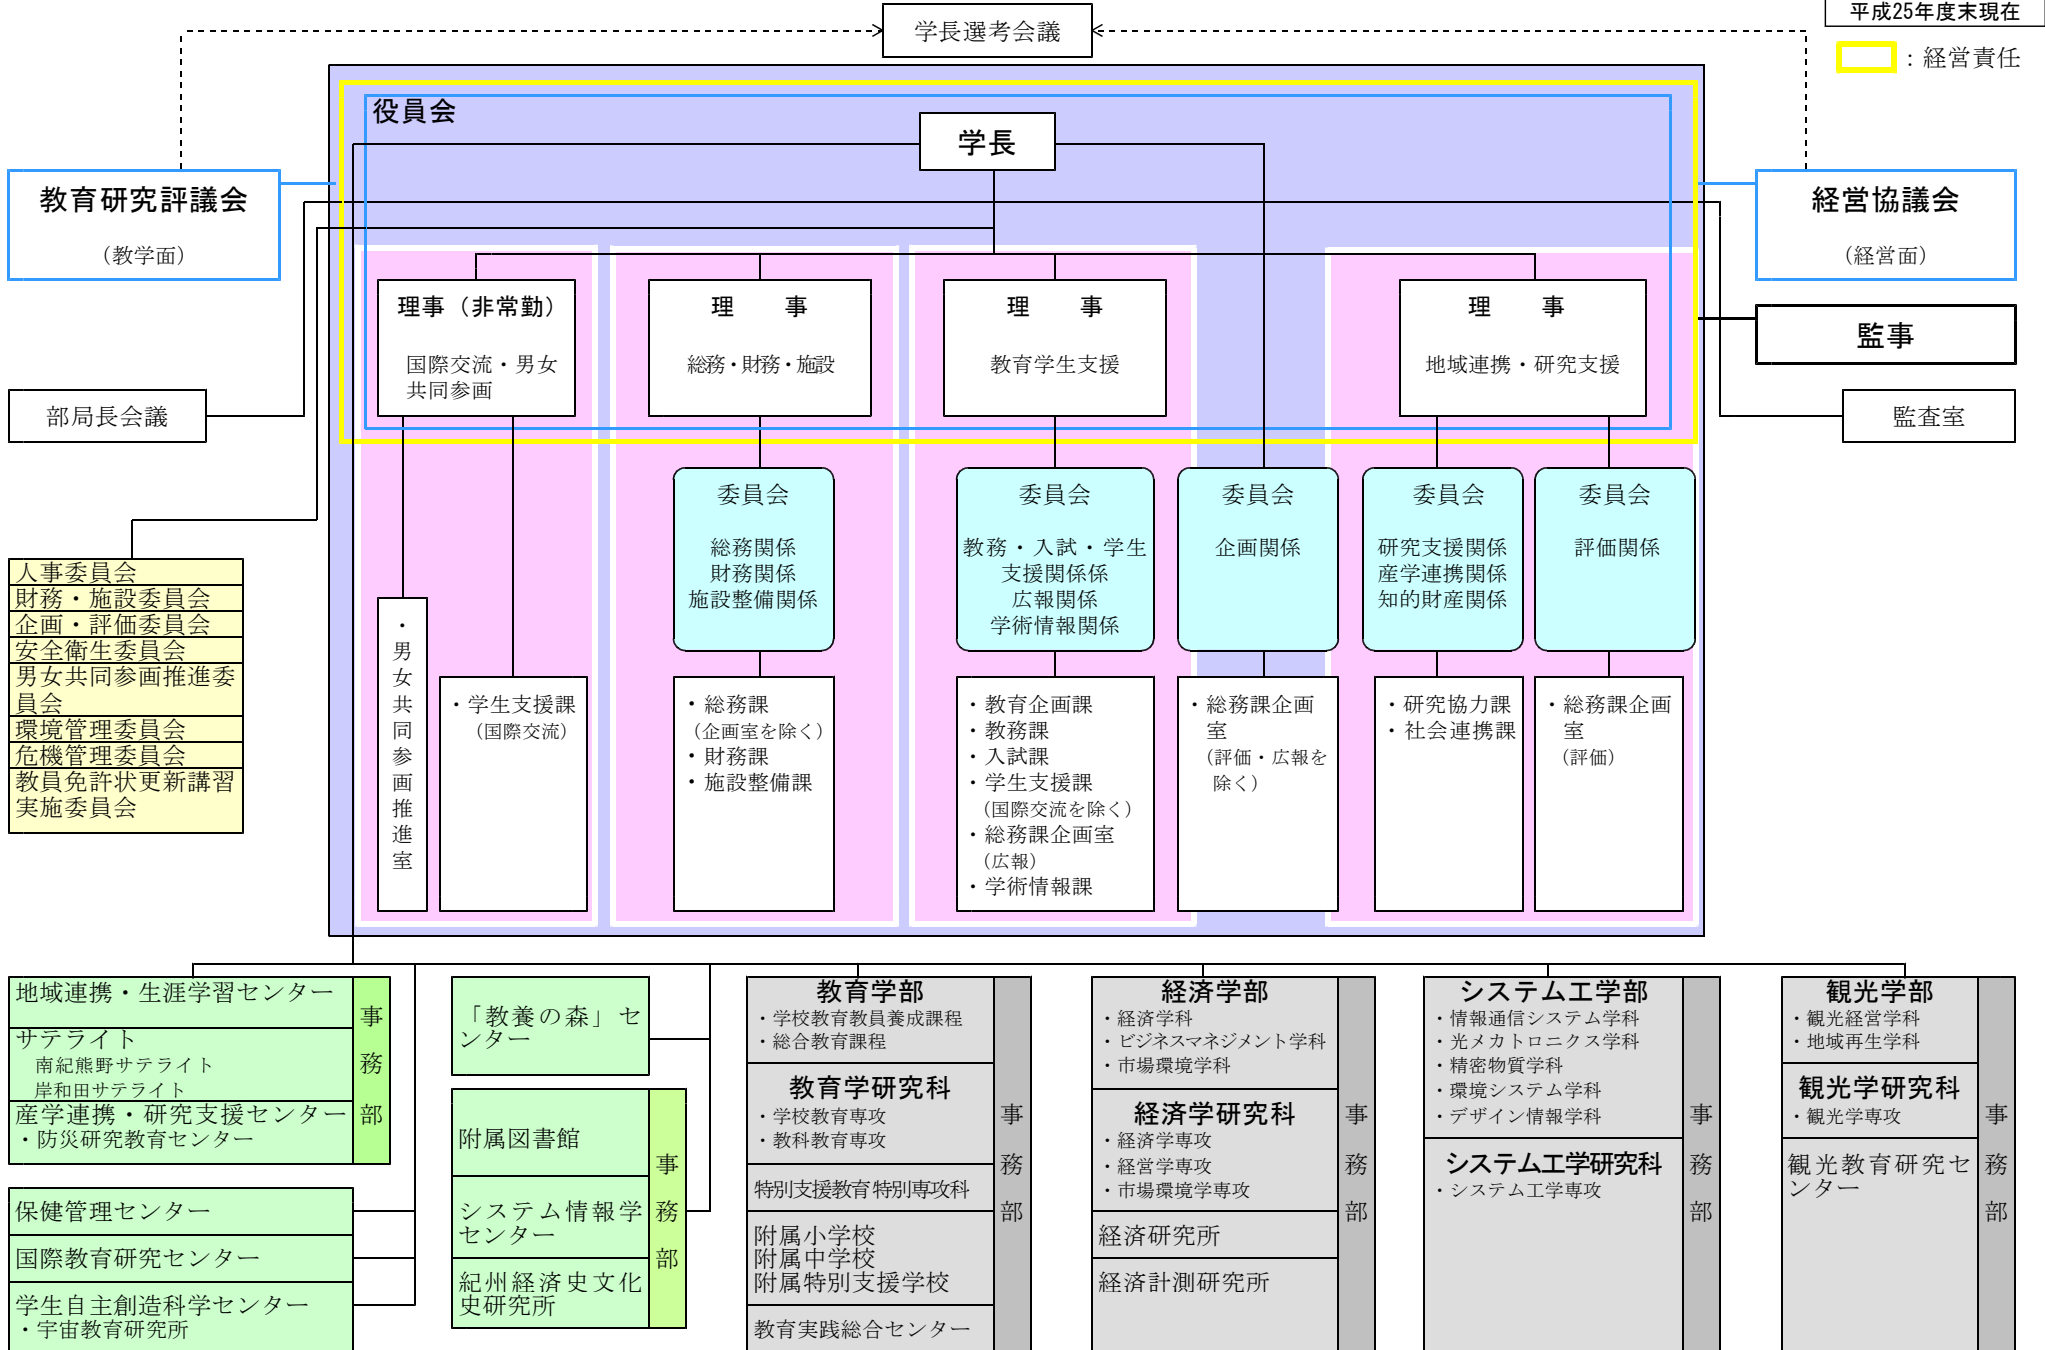 平成25年度末現在
学長選考会議
：経営責任
役員会
学長
教育研究評議会
（教学面）
経営協議会
（経営面）
理事（非常勤）
国際交流・男女
共同参画
理　　事
総務・財務・施設
理　　事
教育学生支援
理　　事
地域連携・研究支援
監事
部局長会議
監査室
委員会
総務関係
財務関係
施設整備関係
委員会
教務・入試・学生
支援関係係
広報関係
学術情報関係
委員会
企画関係
委員会
研究支援関係
産学連携関係
知的財産関係
委員会
評価関係
人事委員会
財務・施設委員会
企画・評価委員会
安全衛生委員会
男女共同参画推進委
員会
環境管理委員会
危機管理委員会
教員免許状更新講習
実施委員会
・男女共同参画推進室
・学生支援課
（国際交流）
・総務課
（企画室を除く）
・財務課
・施設整備課
・教育企画課
・教務課
・入試課
・学生支援課
（国際交流を除く）
・総務課企画室
（広報）
・学術情報課
・総務課企画
室
（評価・広報を
除く）
・研究協力課
・社会連携課
・総務課企画
室
（評価）
地域連携・生涯学習センター
サテライト
南紀熊野サテライト
岸和田サテライト
産学連携・研究支援センター
・防災研究教育センター
事務部
保健管理センター
国際教育研究センター
学生自主創造科学センター
・宇宙教育研究所
「教養の森」セ
ンター
附属図書館
システム情報学
センター
紀州経済史文化
史研究所
事務部
教育学部
・学校教育教員養成課程
・総合教育課程
教育学研究科
・学校教育専攻
・教科教育専攻
特別支援教育特別専攻科
附属小学校
附属中学校
附属特別支援学校
教育実践総合センター
事務部
経済学部
・経済学科
・ビジネスマネジメント学科
・市場環境学科
経済学研究科
・経済学専攻
・経営学専攻
・市場環境学専攻
経済研究所
経済計測研究所
事務部
システム工学部
・情報通信システム学科
・光メカトロニクス学科
・精密物質学科
・環境システム学科
・デザイン情報学科
システム工学研究科
・システム工学専攻
事務部
観光学部
・観光経営学科
・地域再生学科
観光学研究科
・観光学専攻
観光教育研究セ
ンター
事務部